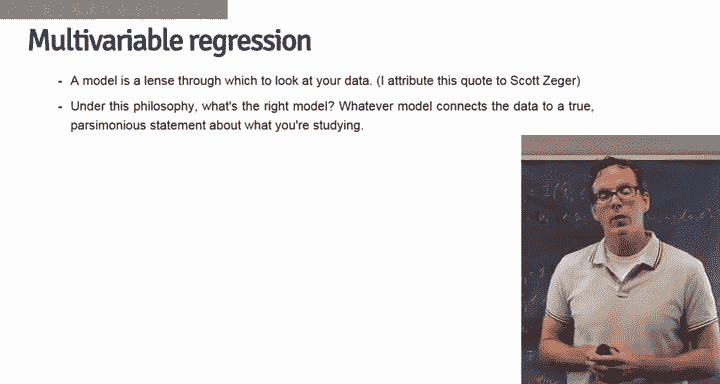 Multivariable regression
- A model is a lense through which to look at your data. (I attribute this quote to Scott Zeger)
- Under this philosophy, what's the right model? Whatever model connects the data to a true,
parsimonious statement about what you're studying.